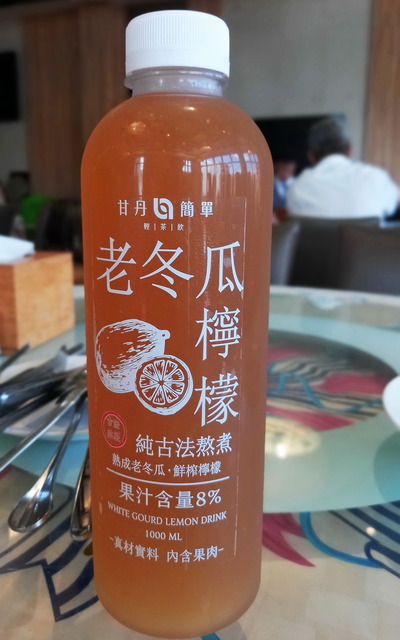 甘丹 簡單
輕|茶|飲
老冬瓜檸檬
純古法熬煮
熟成老冬瓜·鮮榨檸檬
果汁含量8%
WHITE GOURD LEMON DRINK
1000 ML
-真材實料 內含果肉-